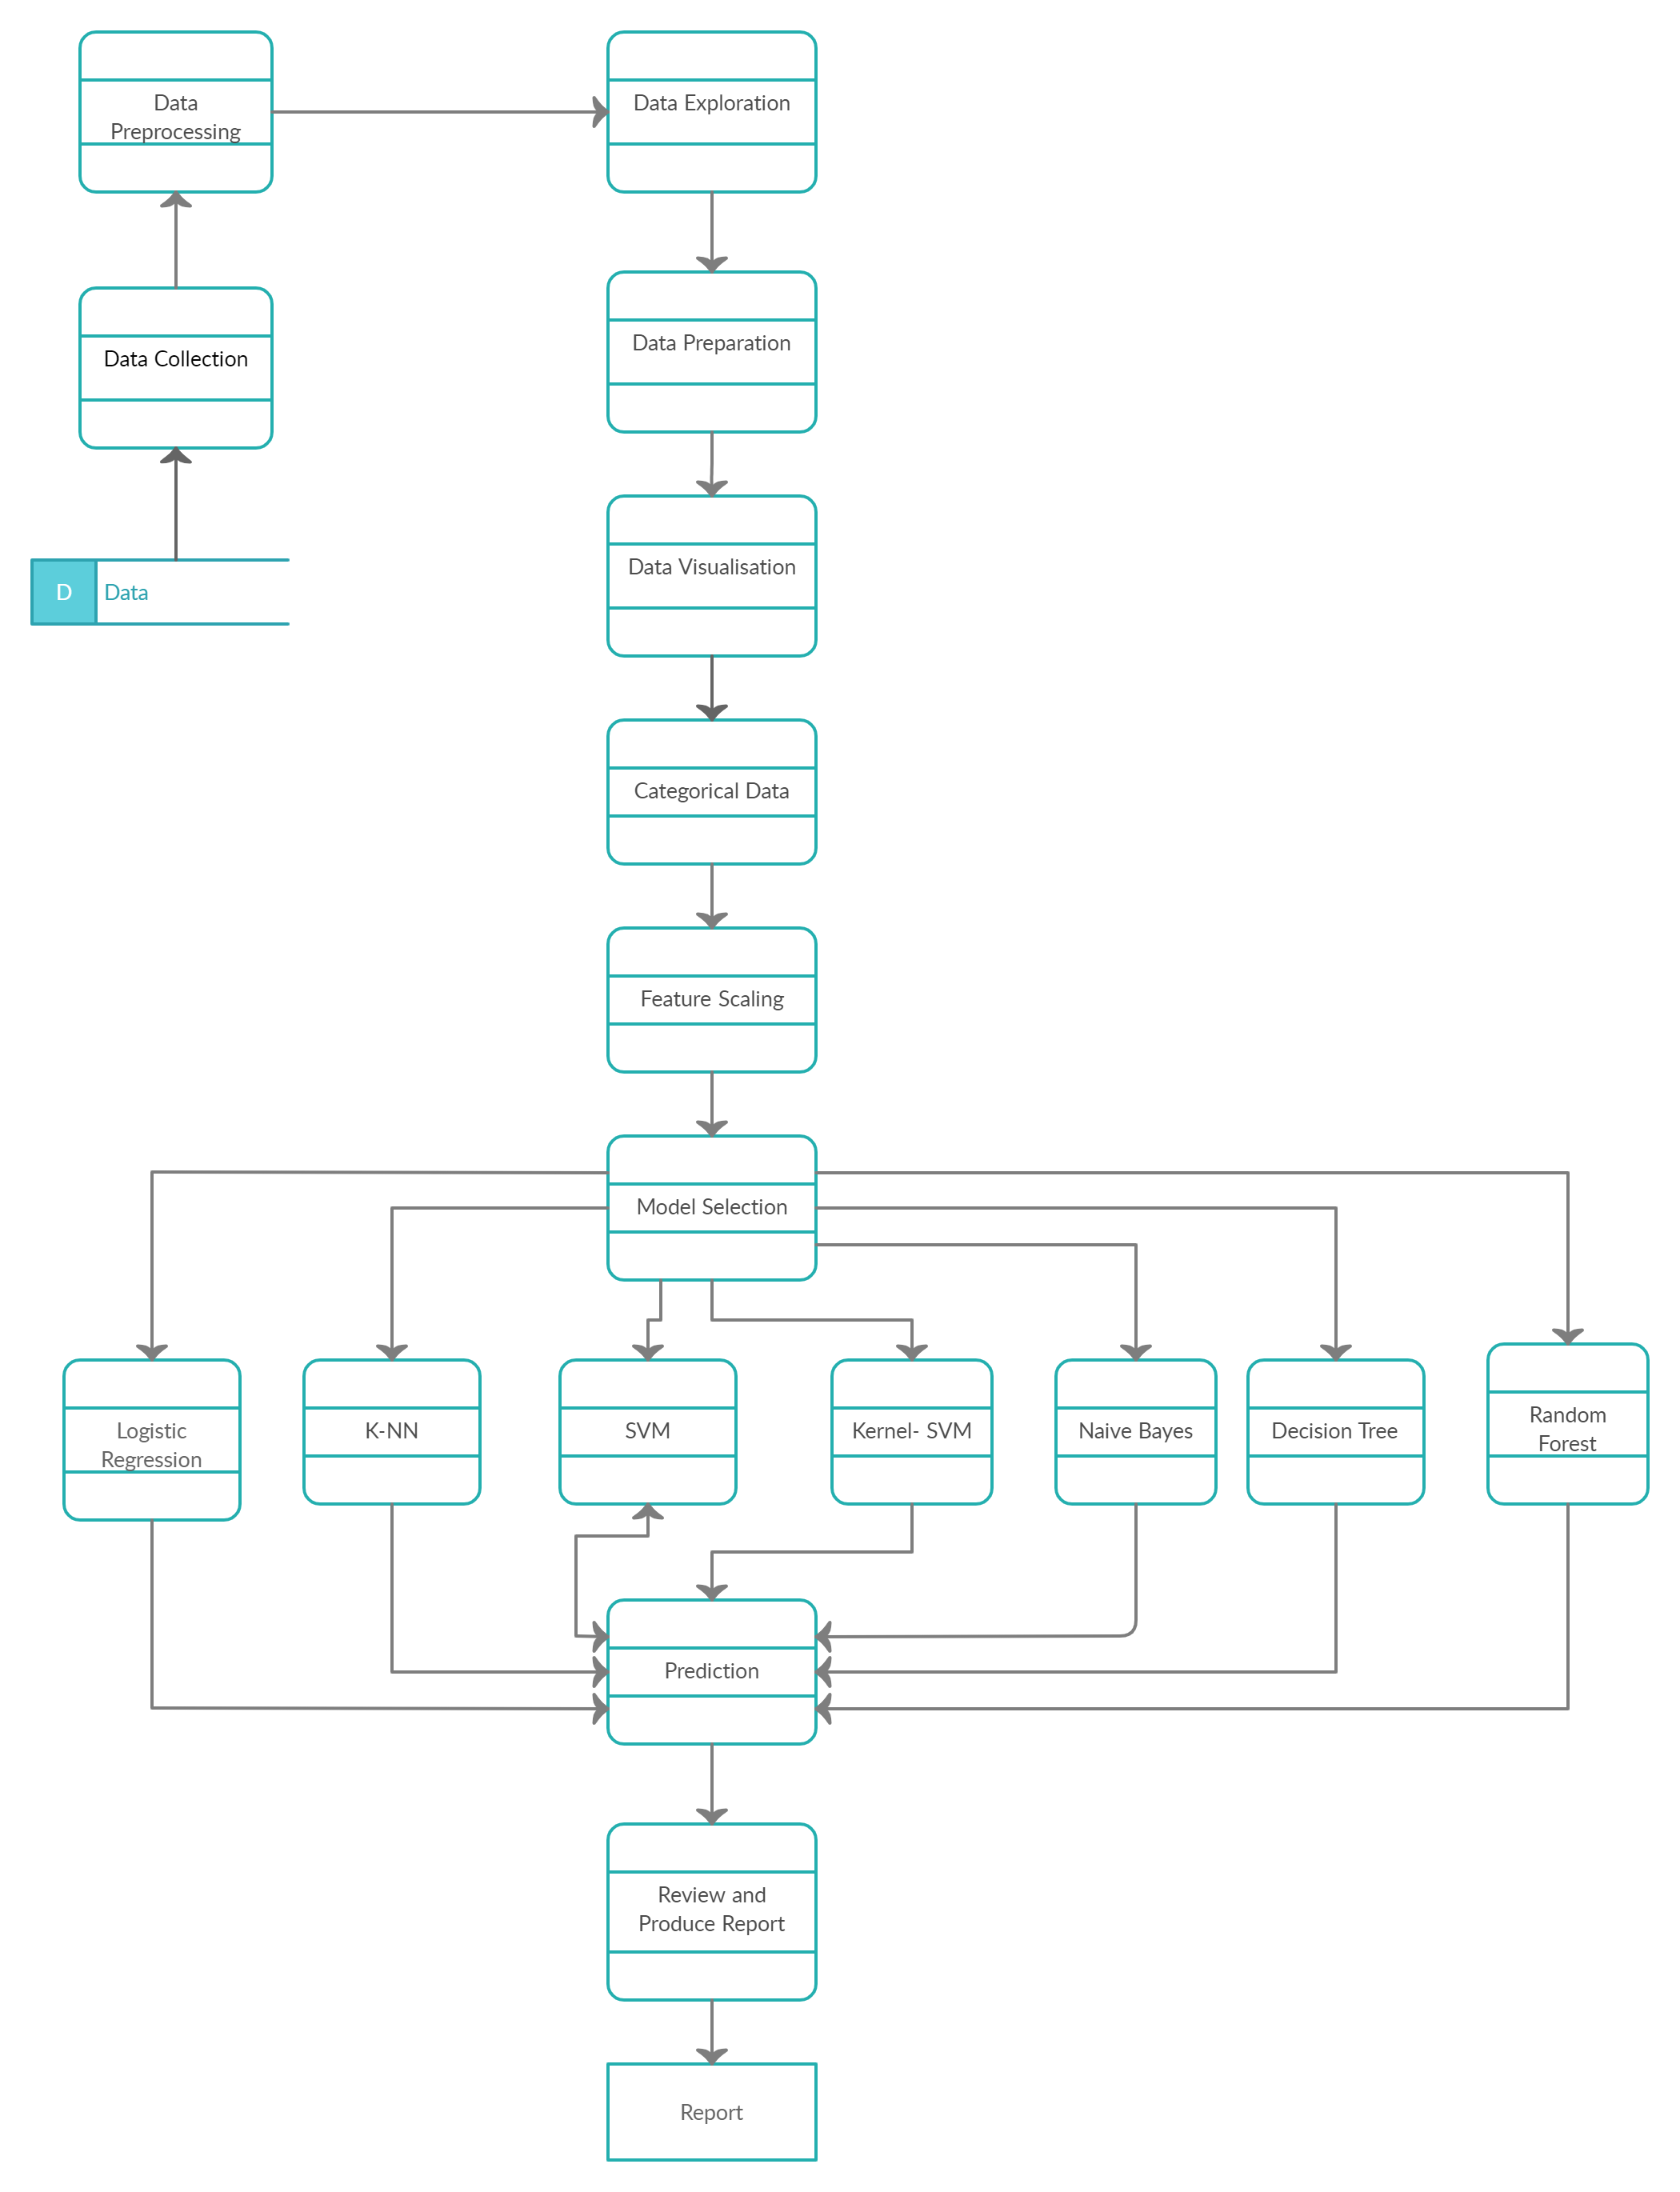 Data
Preprocessing
Data Exploration
Data Collection
Data Preparation
D
Data
Data Visualisation
Categorical Data
Feature Scaling
Model Selection
Logistic
Regression
K-NN
SVM
Kernel- SVM
Naive Bayes
Decision Tree
Random
Forest
Prediction
Review and
Produce Report
Report